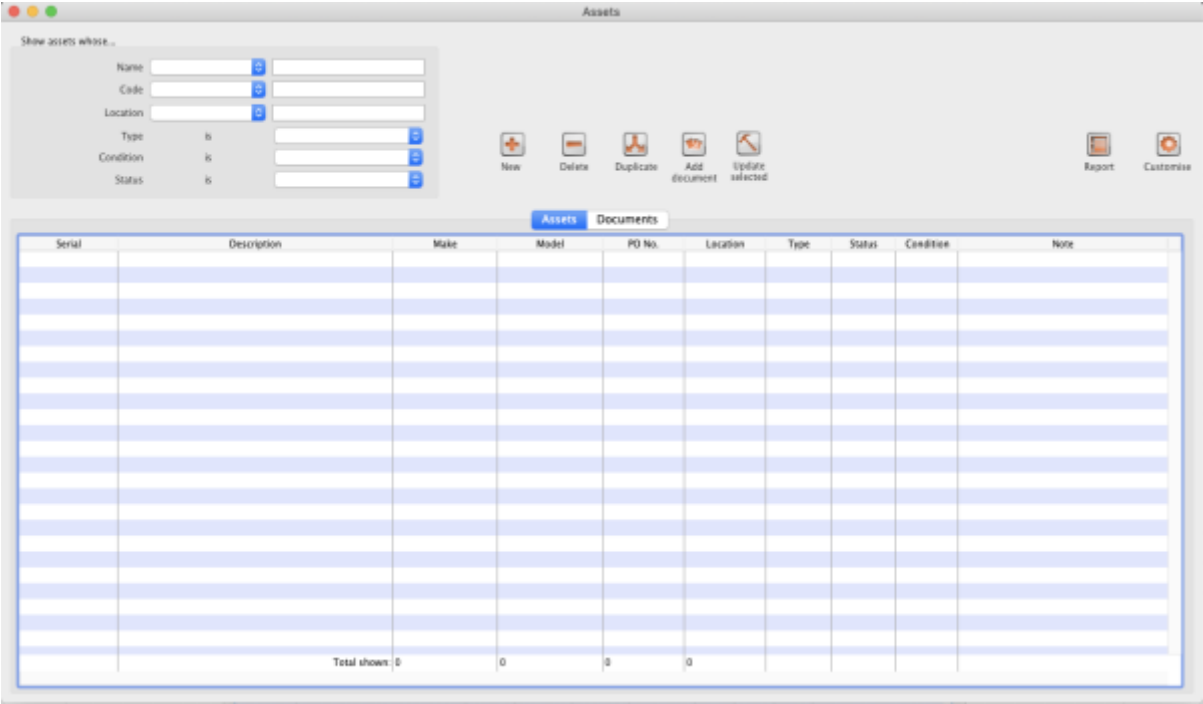 Assets
Show assets whose...
Name
Code
Location
Type is
Condition is
Status is
New Delete Duplicate Add document Update selected Report Customise
Assets Documents
Serial Description Make Model PO No. Location Type Status Condition Note
Total shown: 0 0 0 0